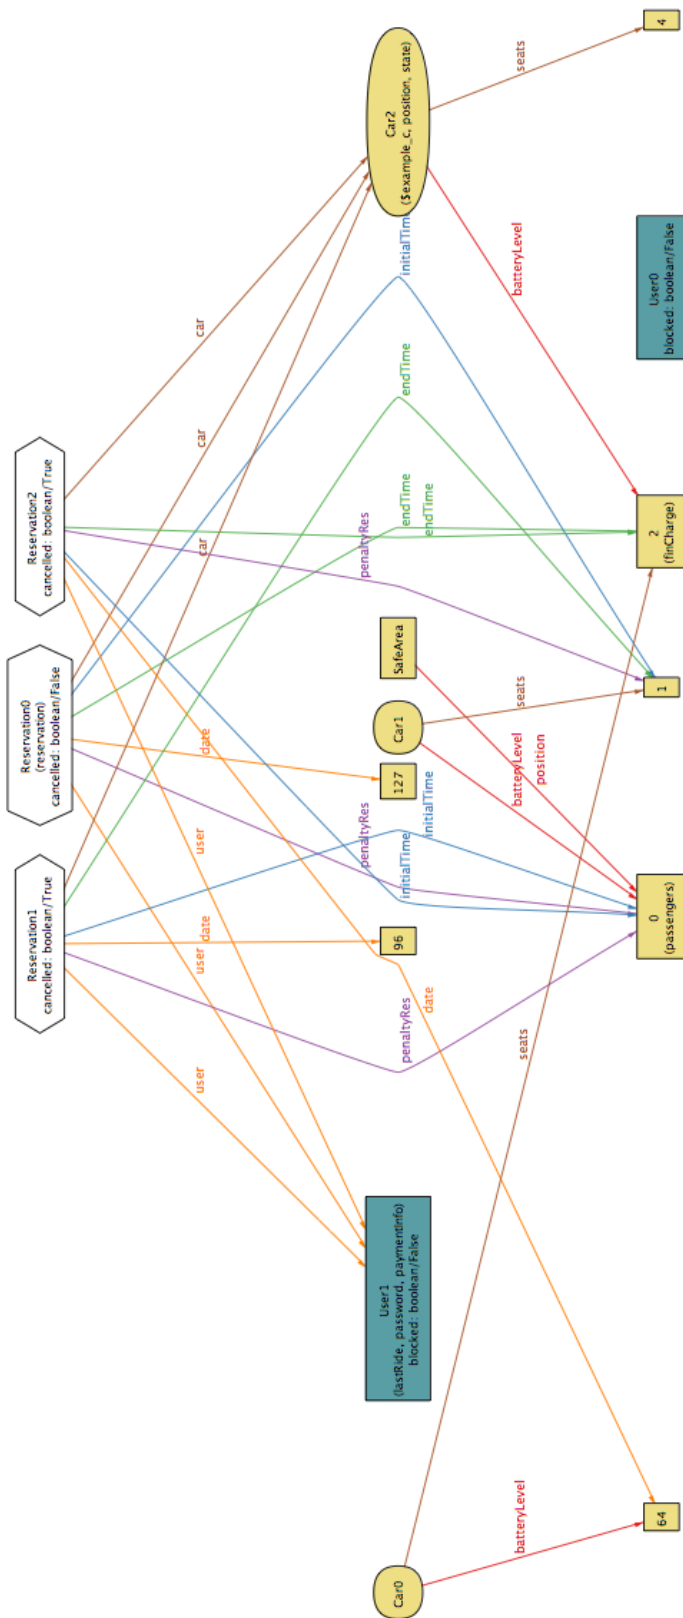 Reservation1
cancelled: boolean/True
Reservation0
(reservation)
cancelled: boolean/False
Reservation2
cancelled: boolean/True
user
user
date
user
date
car
car
car
penaltyRes
initialTime
penaltyRes
initialTime
date
penaltyRes
endTime
endTime
endTime
initialTime
Car0
User1
(lastRide, password, paymentInfo)
blocked: boolean/False
96
127
Car1
SafeArea
Car2
($example_c, position, state)
batteryLevel
seats
batteryLevel
position
seats
batteryLevel
seats
64
0
(passengers)
1
2
(finCharge)
User0
blocked: boolean/False
4